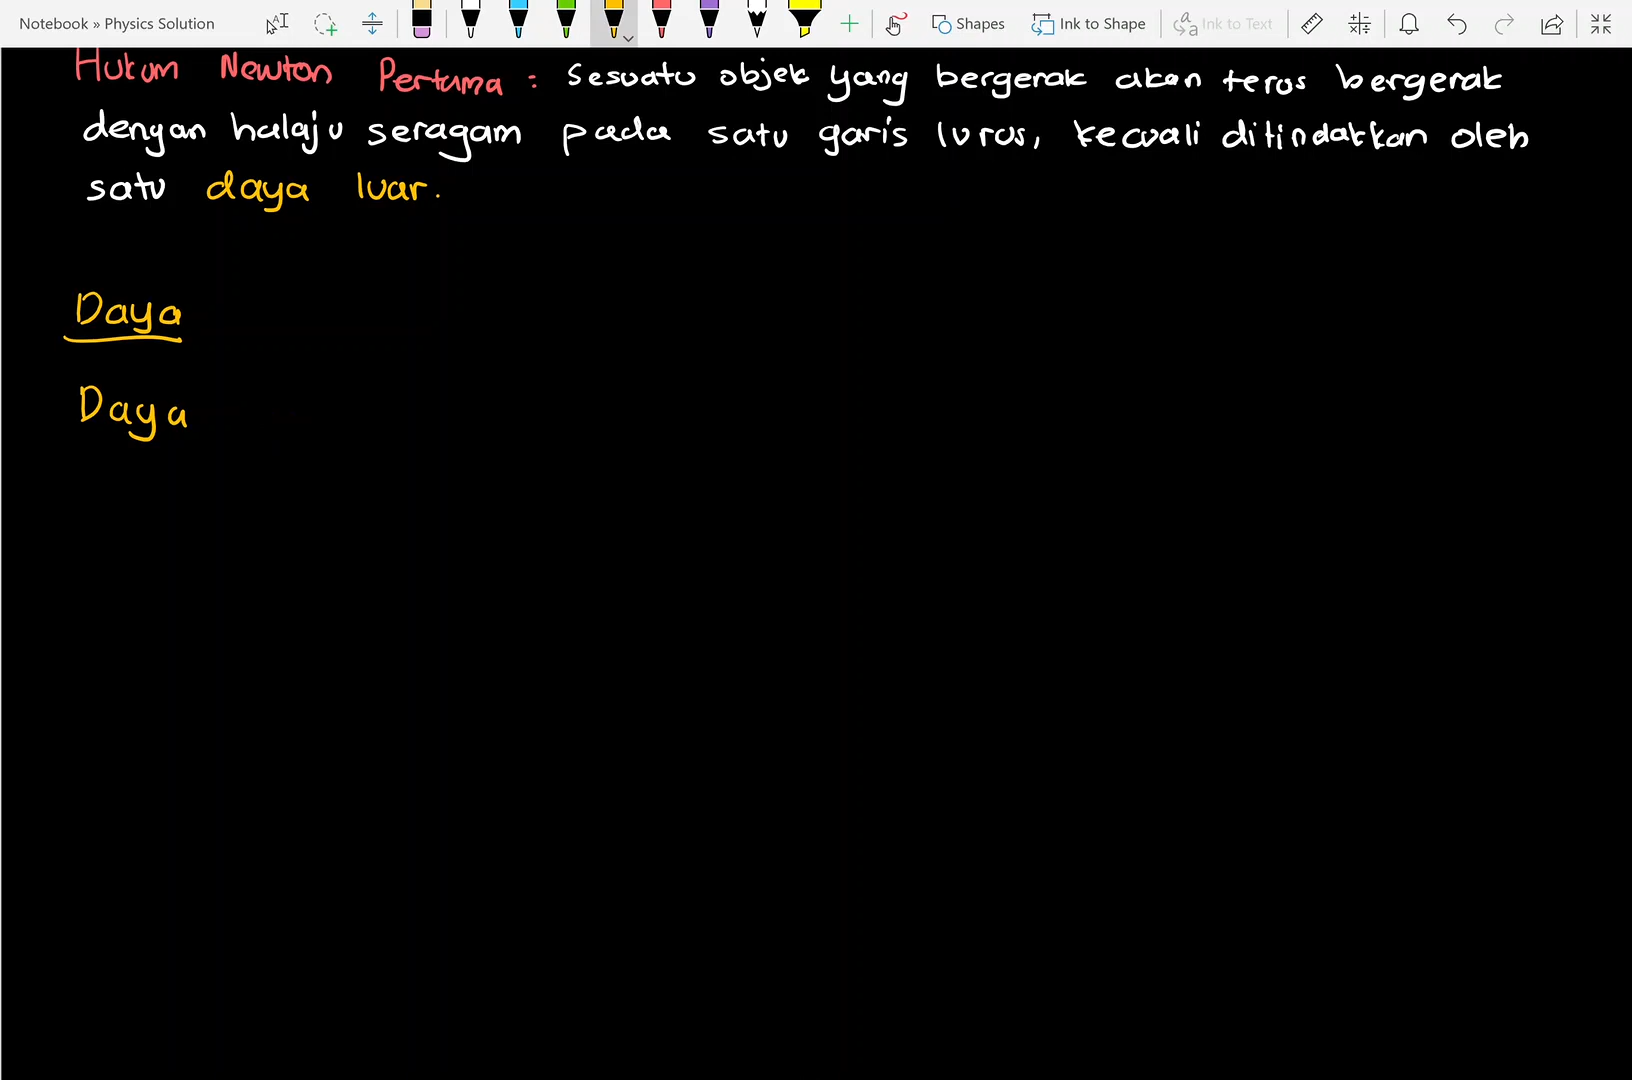 Notebook » Physics Solution
Shapes
Ink to Shape
Ink to Text
Hukum Newton Pertama : Sesuatu objek yang bergerak akan terus bergerak
dengan halaju seragam pada satu garis lurus, kecuali ditindakkan oleh
satu daya luar.
Daya
Daya